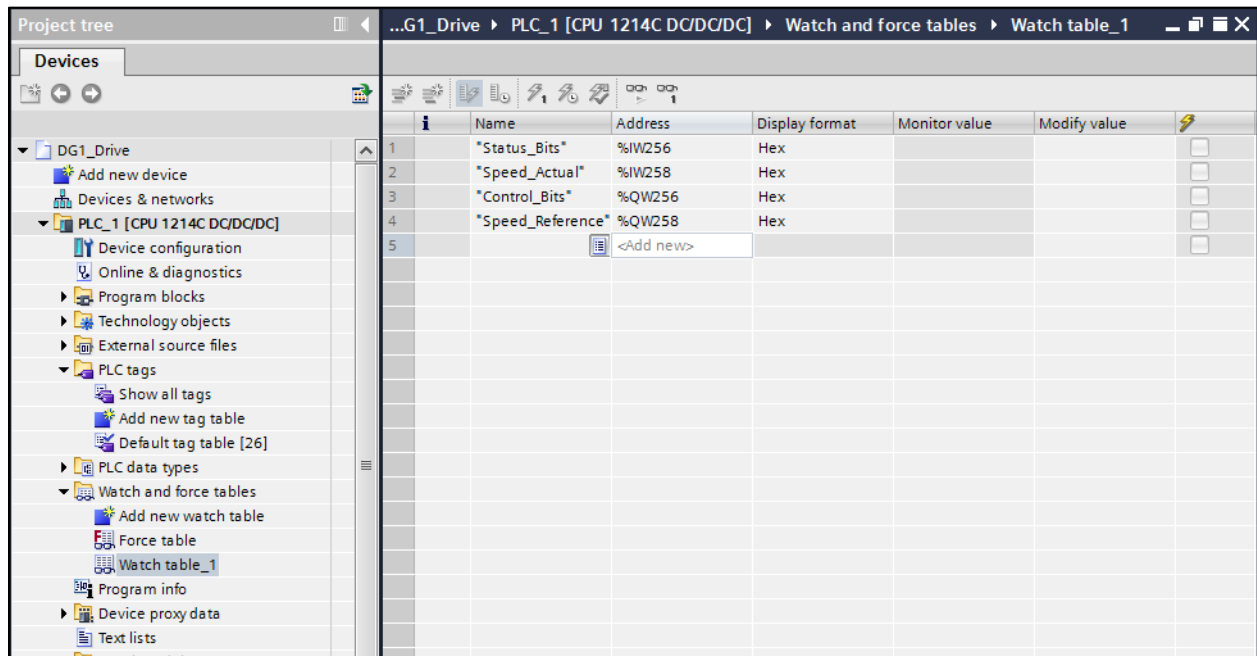 Project tree
Devices
DG1_Drive
Add new device
Devices & networks
PLC_1 [CPU 1214C DC/DC/DC]
Device configuration
Online & diagnostics
Program blocks
Technology objects
External source files
PLC tags
Show all tags
Add new tag table
Default tag table [26]
PLC data types
Watch and force tables
Add new watch table
Force table
Watch table_1
Program info
Device proxy data
Text lists
...G1_Drive PLC_1 [CPU 1214C DC/DC/DC] Watch and force tables Watch table_1
i Name Address Display format Monitor value Modify value
1 "Status_Bits" %IW256 Hex
2 "Speed_Actual" %IW258 Hex
3 "Control_Bits" %QW256 Hex
4 "Speed_Reference" %QW258 Hex
5 <Add new>